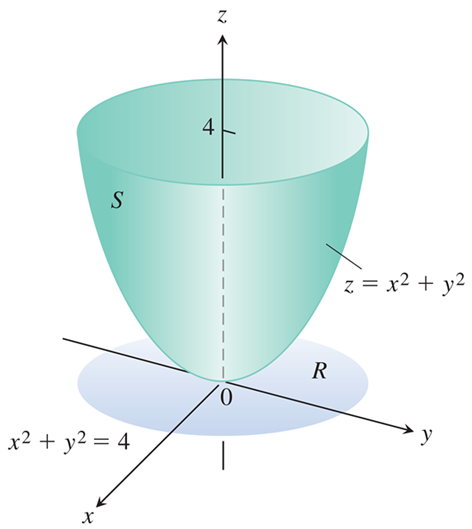 z
4
S
z = x² + y²
R
0
x² + y² = 4
y
x